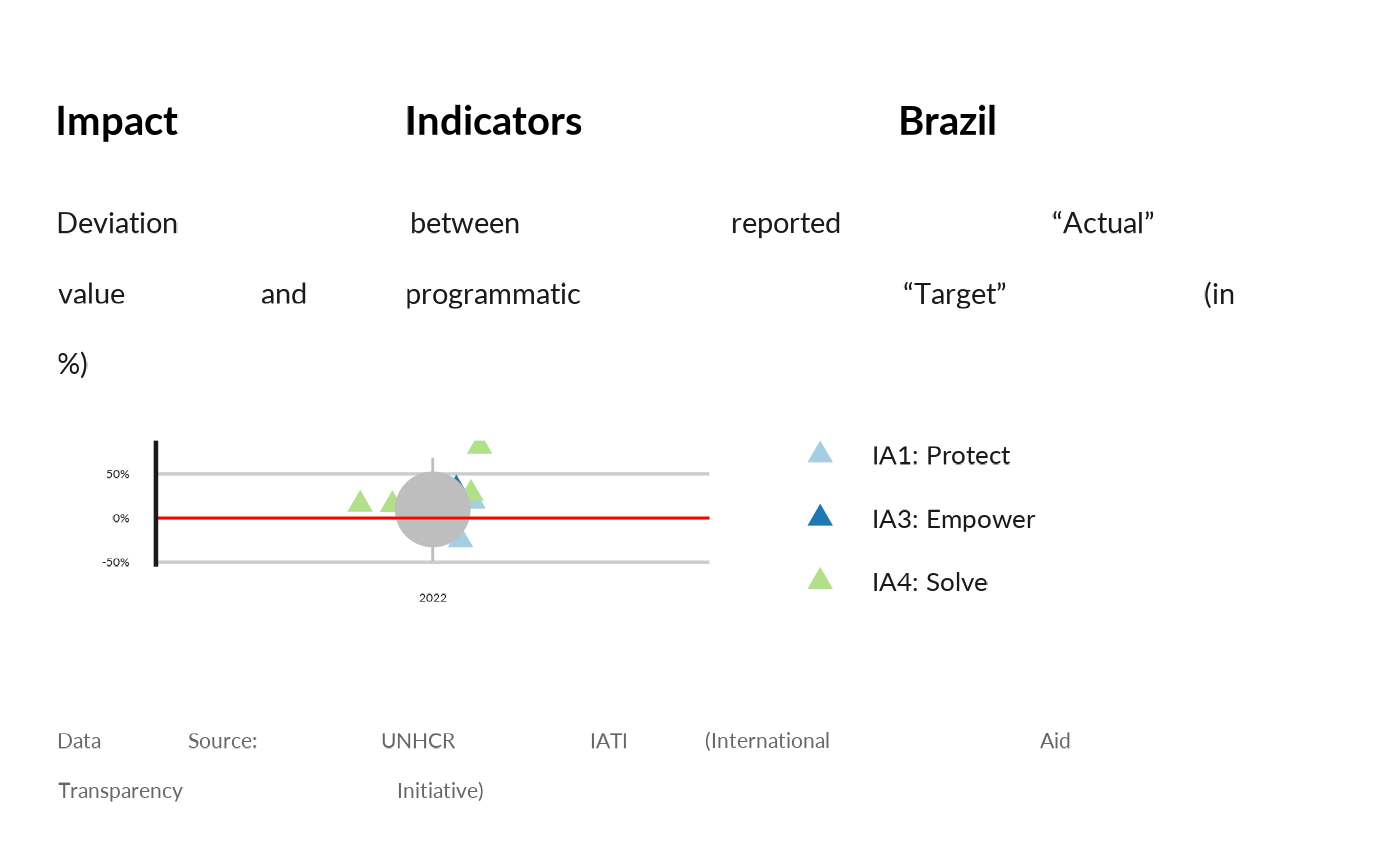 Impact Indicators Brazil
Deviation between reported “Actual”
value and programmatic “Target” (in
%)
50%
0%
-50%
2022
IA1: Protect
IA3: Empower
IA4: Solve
Data Source: UNHCR IATI (International Aid
Transparency Initiative)